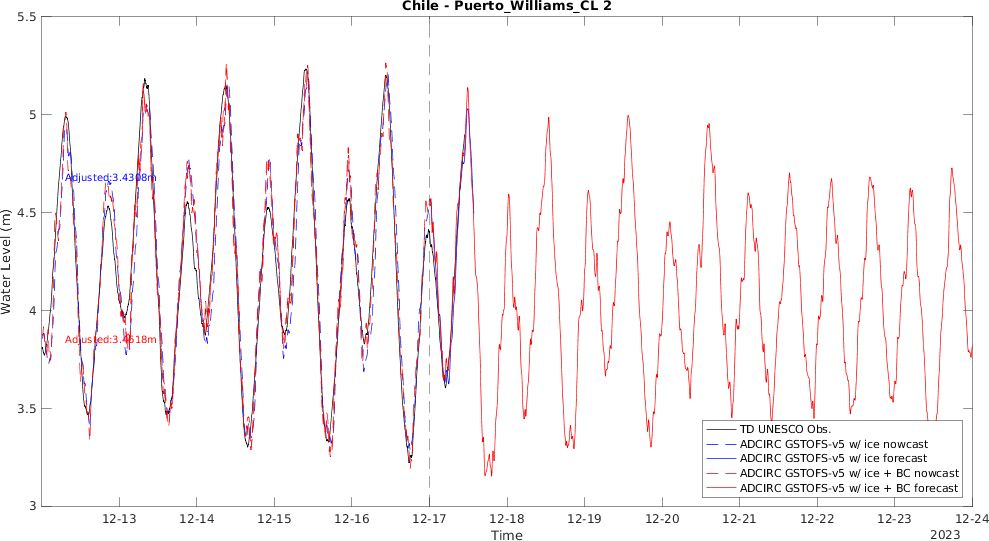 Chile - Puerto_Williams_CL 2
5.5
5
4.5
4
3.5
3
Water Level (m)
Adjusted:3.4308m
Adjusted:3.4618m
TD UNESCO Obs.
ADCIRC GSTOFS-v5 w/ ice nowcast
ADCIRC GSTOFS-v5 w/ ice forecast
ADCIRC GSTOFS-v5 w/ ice + BC nowcast
ADCIRC GSTOFS-v5 w/ ice + BC forecast
12-13 12-14 12-15 12-16 12-17 12-18 12-19 12-20 12-21 12-22 12-23 12-24
Time
2023